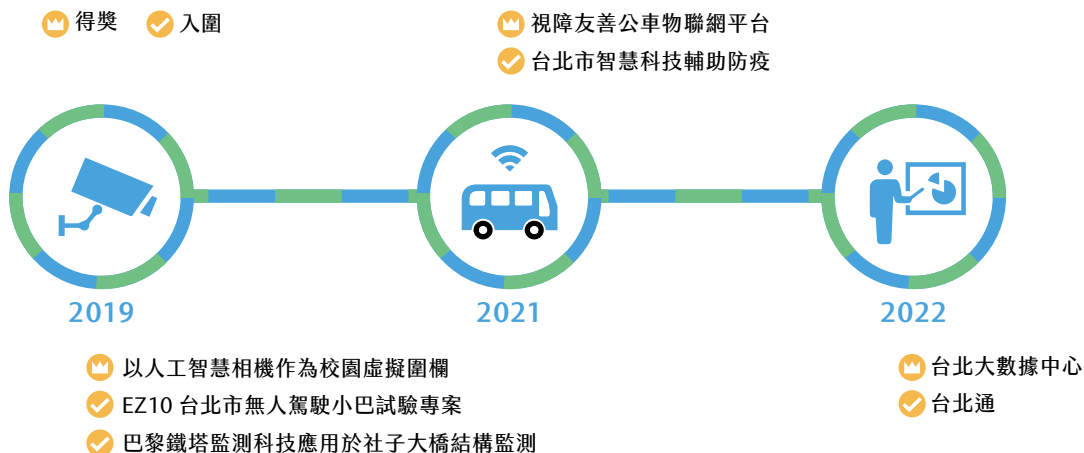 得獎 入圍
視障友善公車物聯網平台
台北市智慧科技輔助防疫
2019
2021
2022
以人工智慧相機作為校園虛擬圍欄
EZ10 台北市無人駕駛小巴試驗專案
巴黎鐵塔監測科技應用於社子大橋結構監測
台北大數據中心
台北通